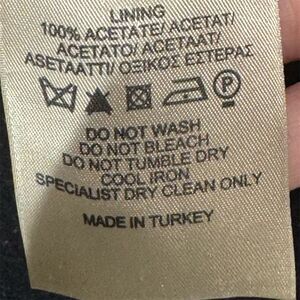 LINING
100% ACETATE/ ACETAT/
ACETATO/ ACETAAT/
ASETAATTI/ ΟΞΙΚΟΣ ΕΣΤΕΡΑΣ
P
DO NOT WASH
DO NOT BLEACH
DO NOT TUMBLE DRY
COOL IRON
SPECIALIST DRY CLEAN ONLY
MADE IN TURKEY